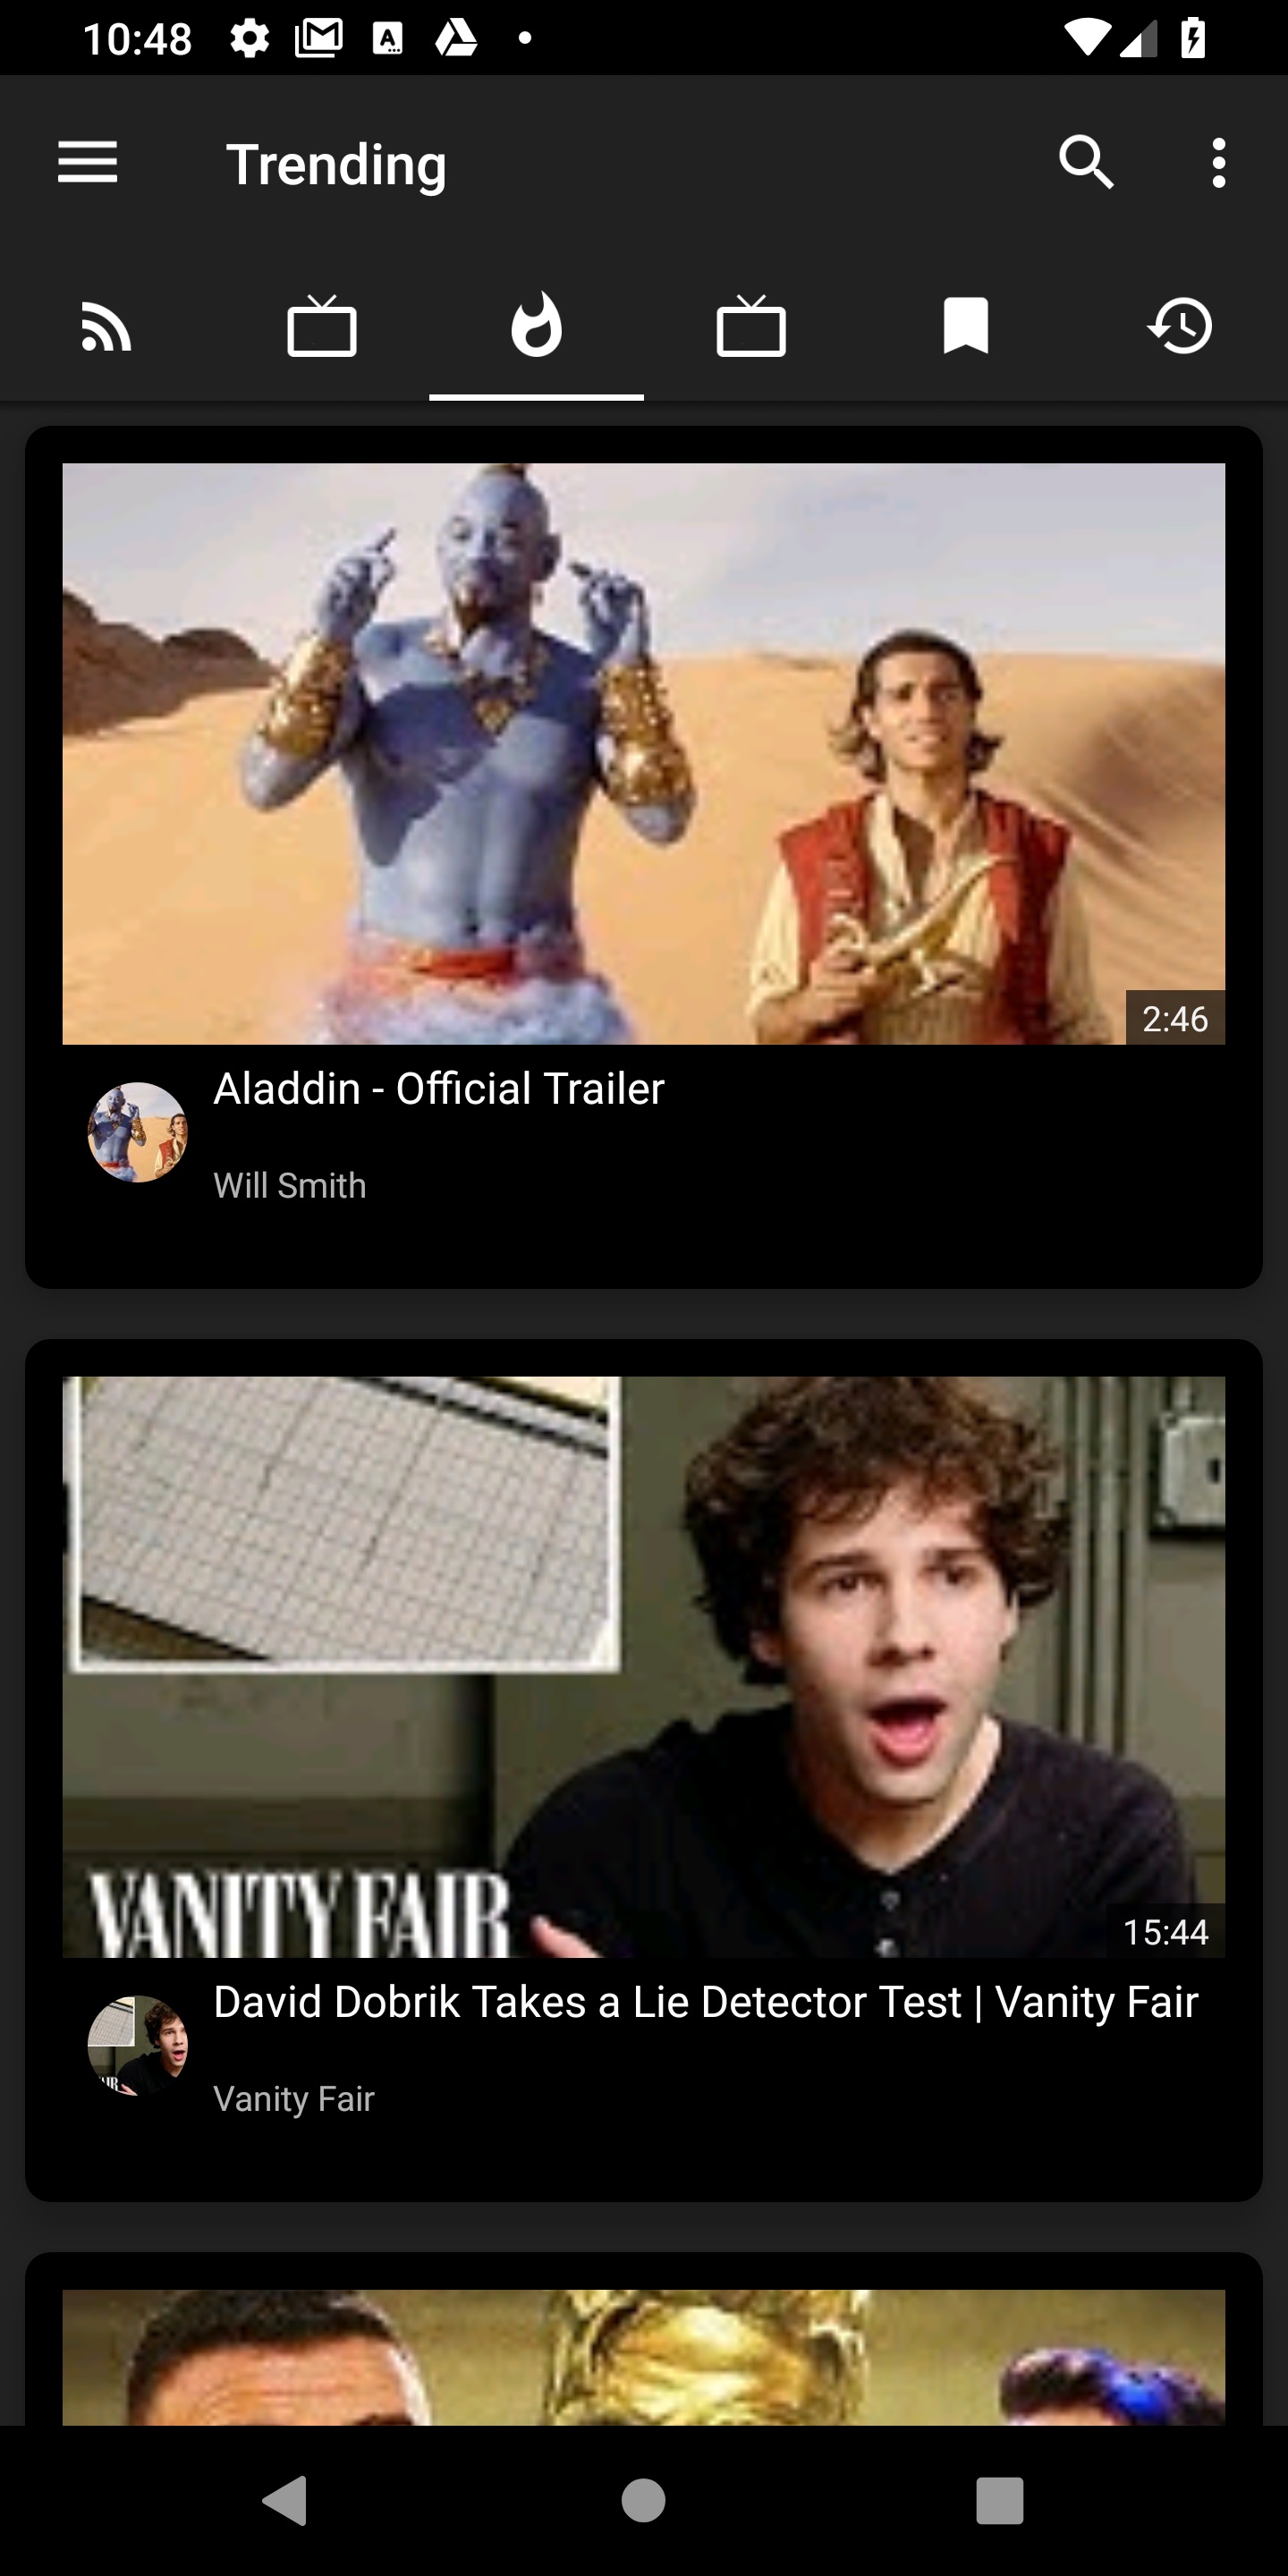 10:48
Trending
2:46
Aladdin - Official Trailer
Will Smith
VANITY FAIR
15:44
David Dobrik Takes a Lie Detector Test | Vanity Fair
Vanity Fair